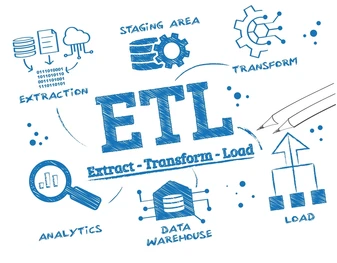 STAGING AREA
TRANSFORM
EXTRACTION
ETL
Extract - Transform - Load
ANALYTICS
DATA
WAREHOUSE
LOAD